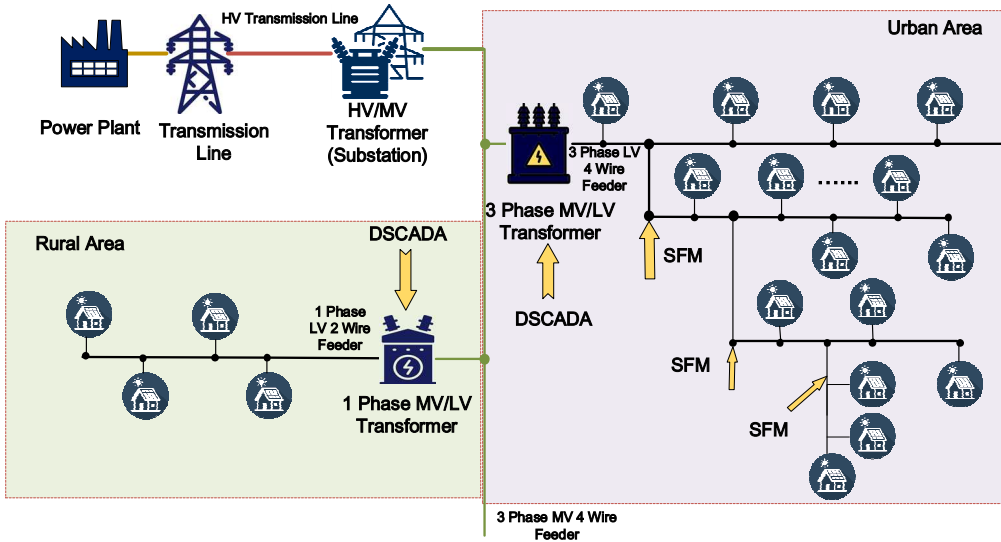 HV Transmission Line
Urban Area
Power Plant
Transmission
Line
HV/MV
Transformer
(Substation)
3 Phase LV
4 Wire
Feeder
3 Phase MV/LV
Transformer
SFM
DSCADA
Rural Area
DSCADA
1 Phase
LV 2 Wire
Feeder
1 Phase MV/LV
Transformer
SFM
SFM
3 Phase MV 4 Wire
Feeder